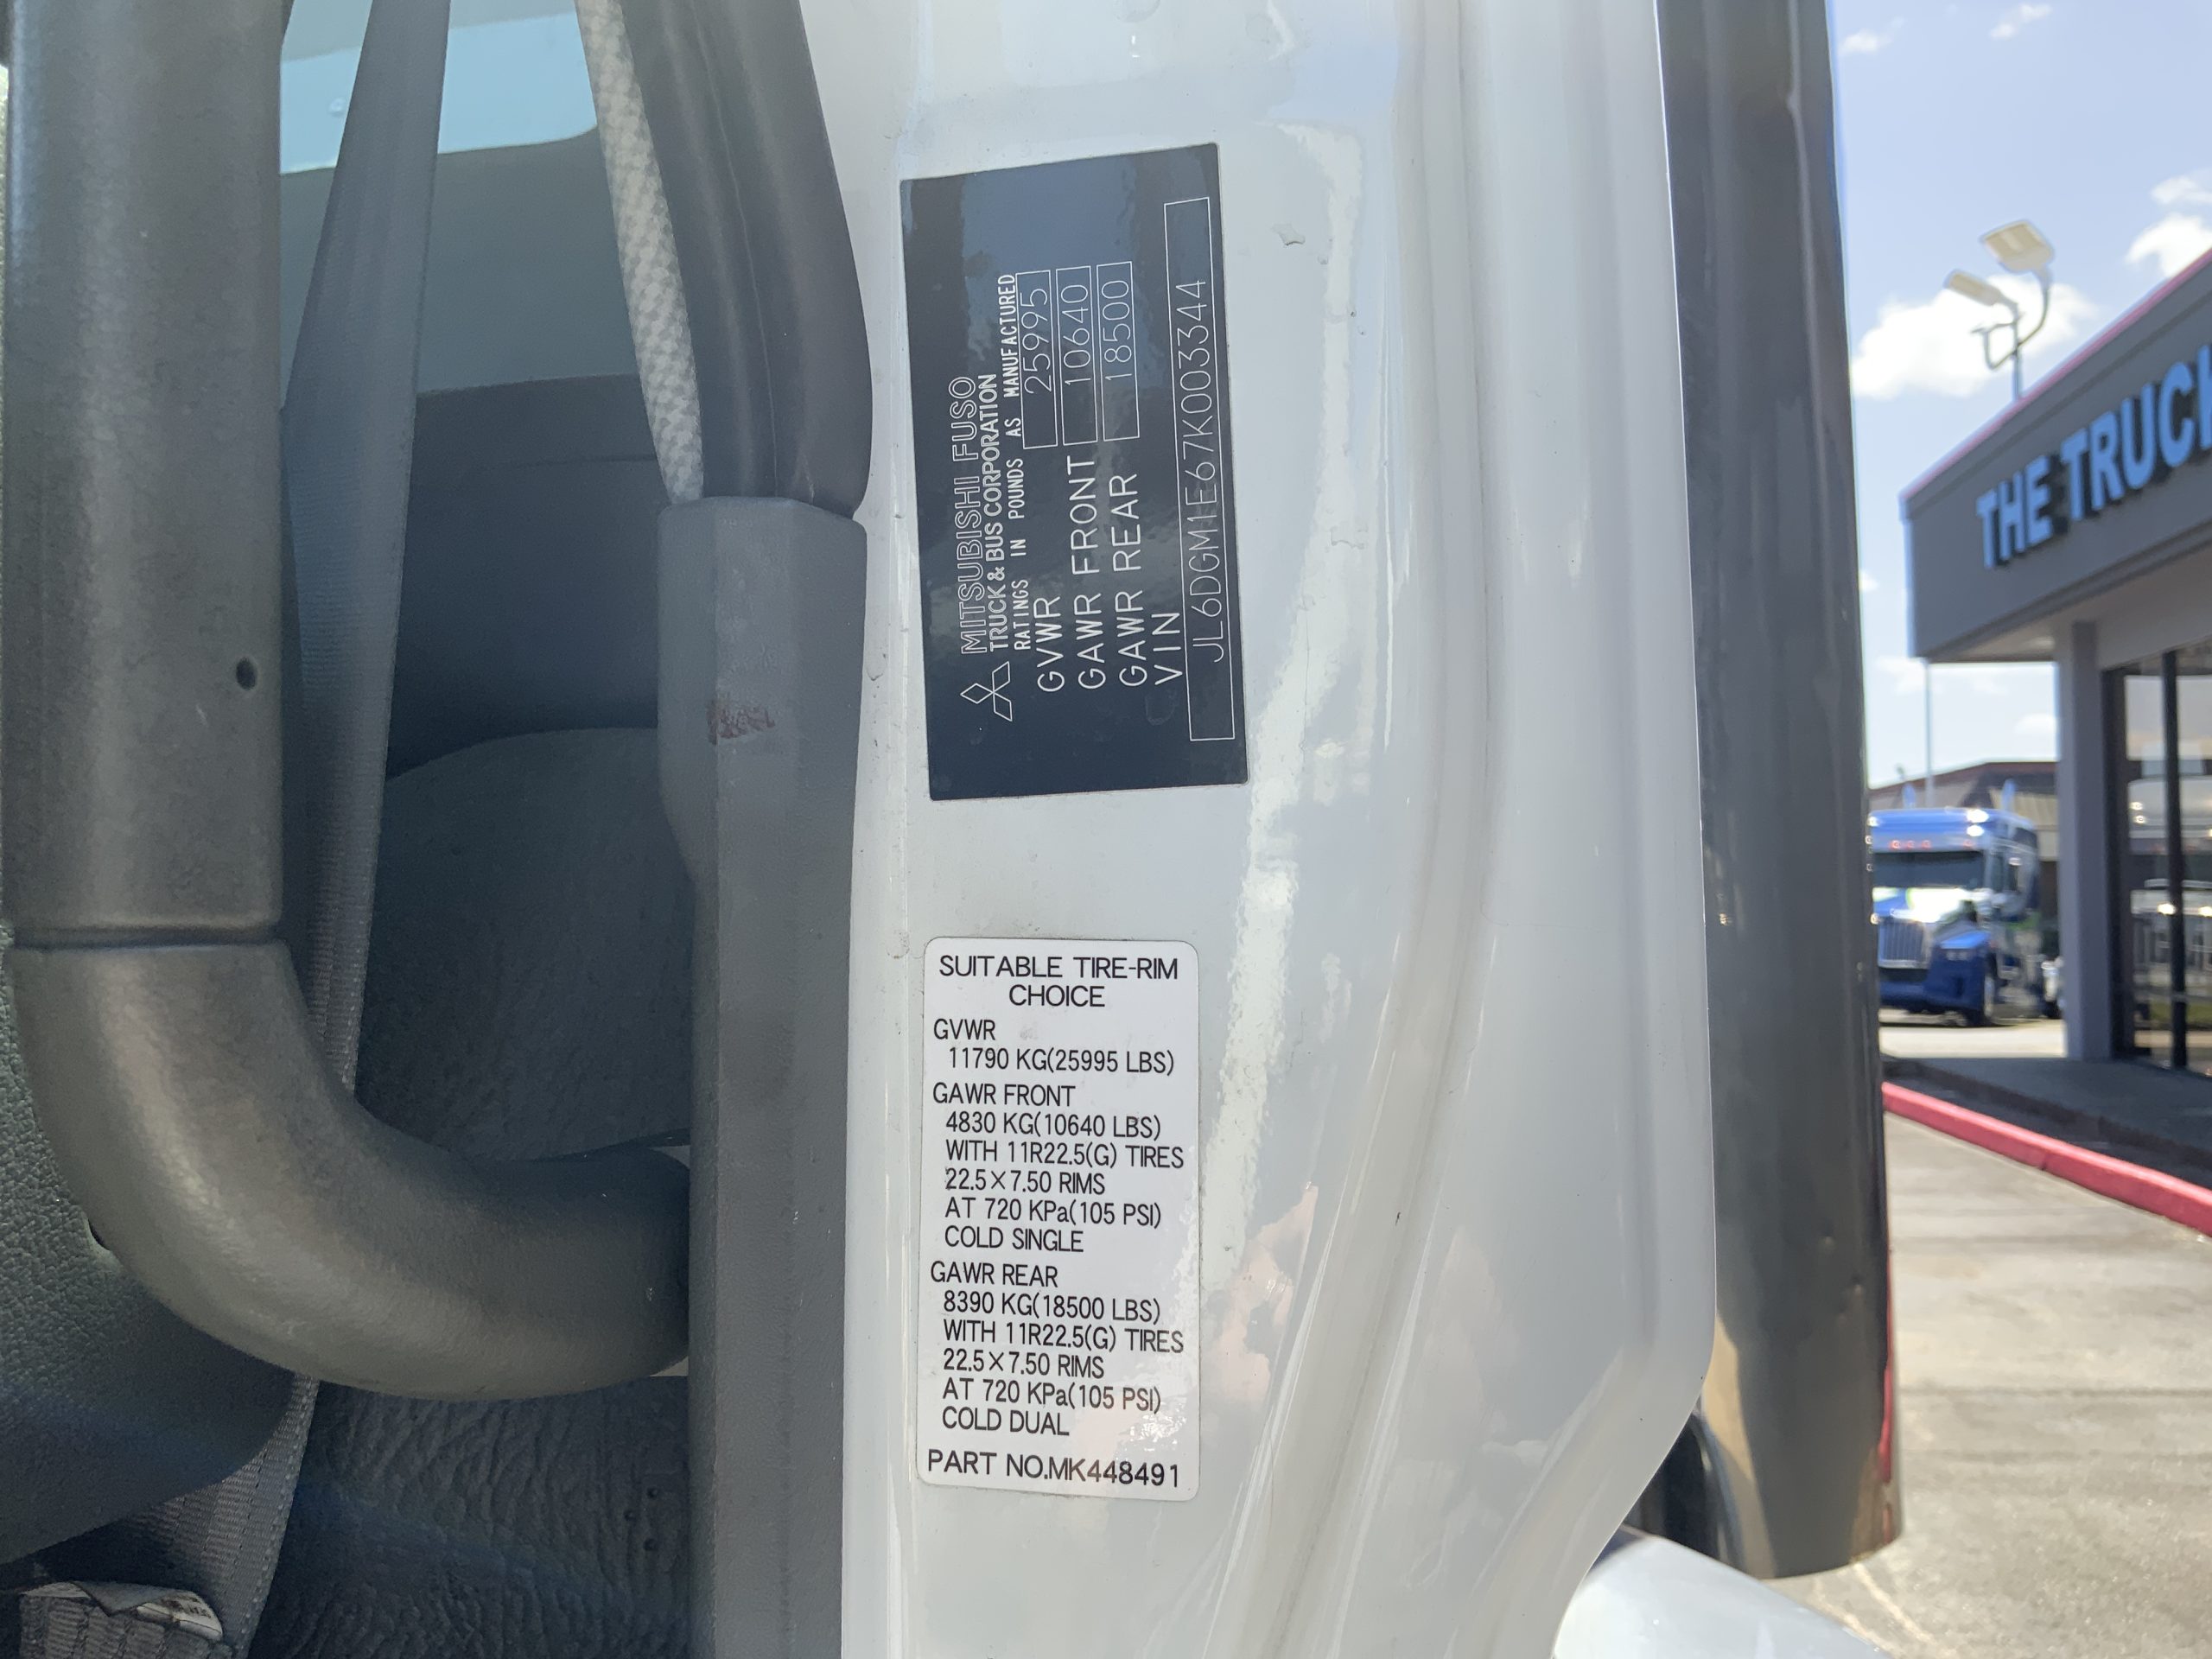 MITSUBISHI FUSO
TRUCK & BUS CORPORATION
RATINGS IN POUNDS AS MANUFACTURED
GVWR 25995
GAWR FRONT 10640
GAWR REAR 18500
VIN
JL6DGM1E67K003344
SUITABLE TIRE-RIM
CHOICE
GVWR
11790 KG(25995 LBS)
GAWR FRONT
4830 KG(10640 LBS)
WITH 11R22.5(G) TIRES
22.5×7.50 RIMS
AT 720 KPa(105 PSI)
COLD SINGLE
GAWR REAR
8390 KG(18500 LBS)
WITH 11R22.5(G) TIRES
22.5×7.50 RIMS
AT 720 KPa(105 PSI)
COLD DUAL
PART NO.MK448491
THE TRUCK